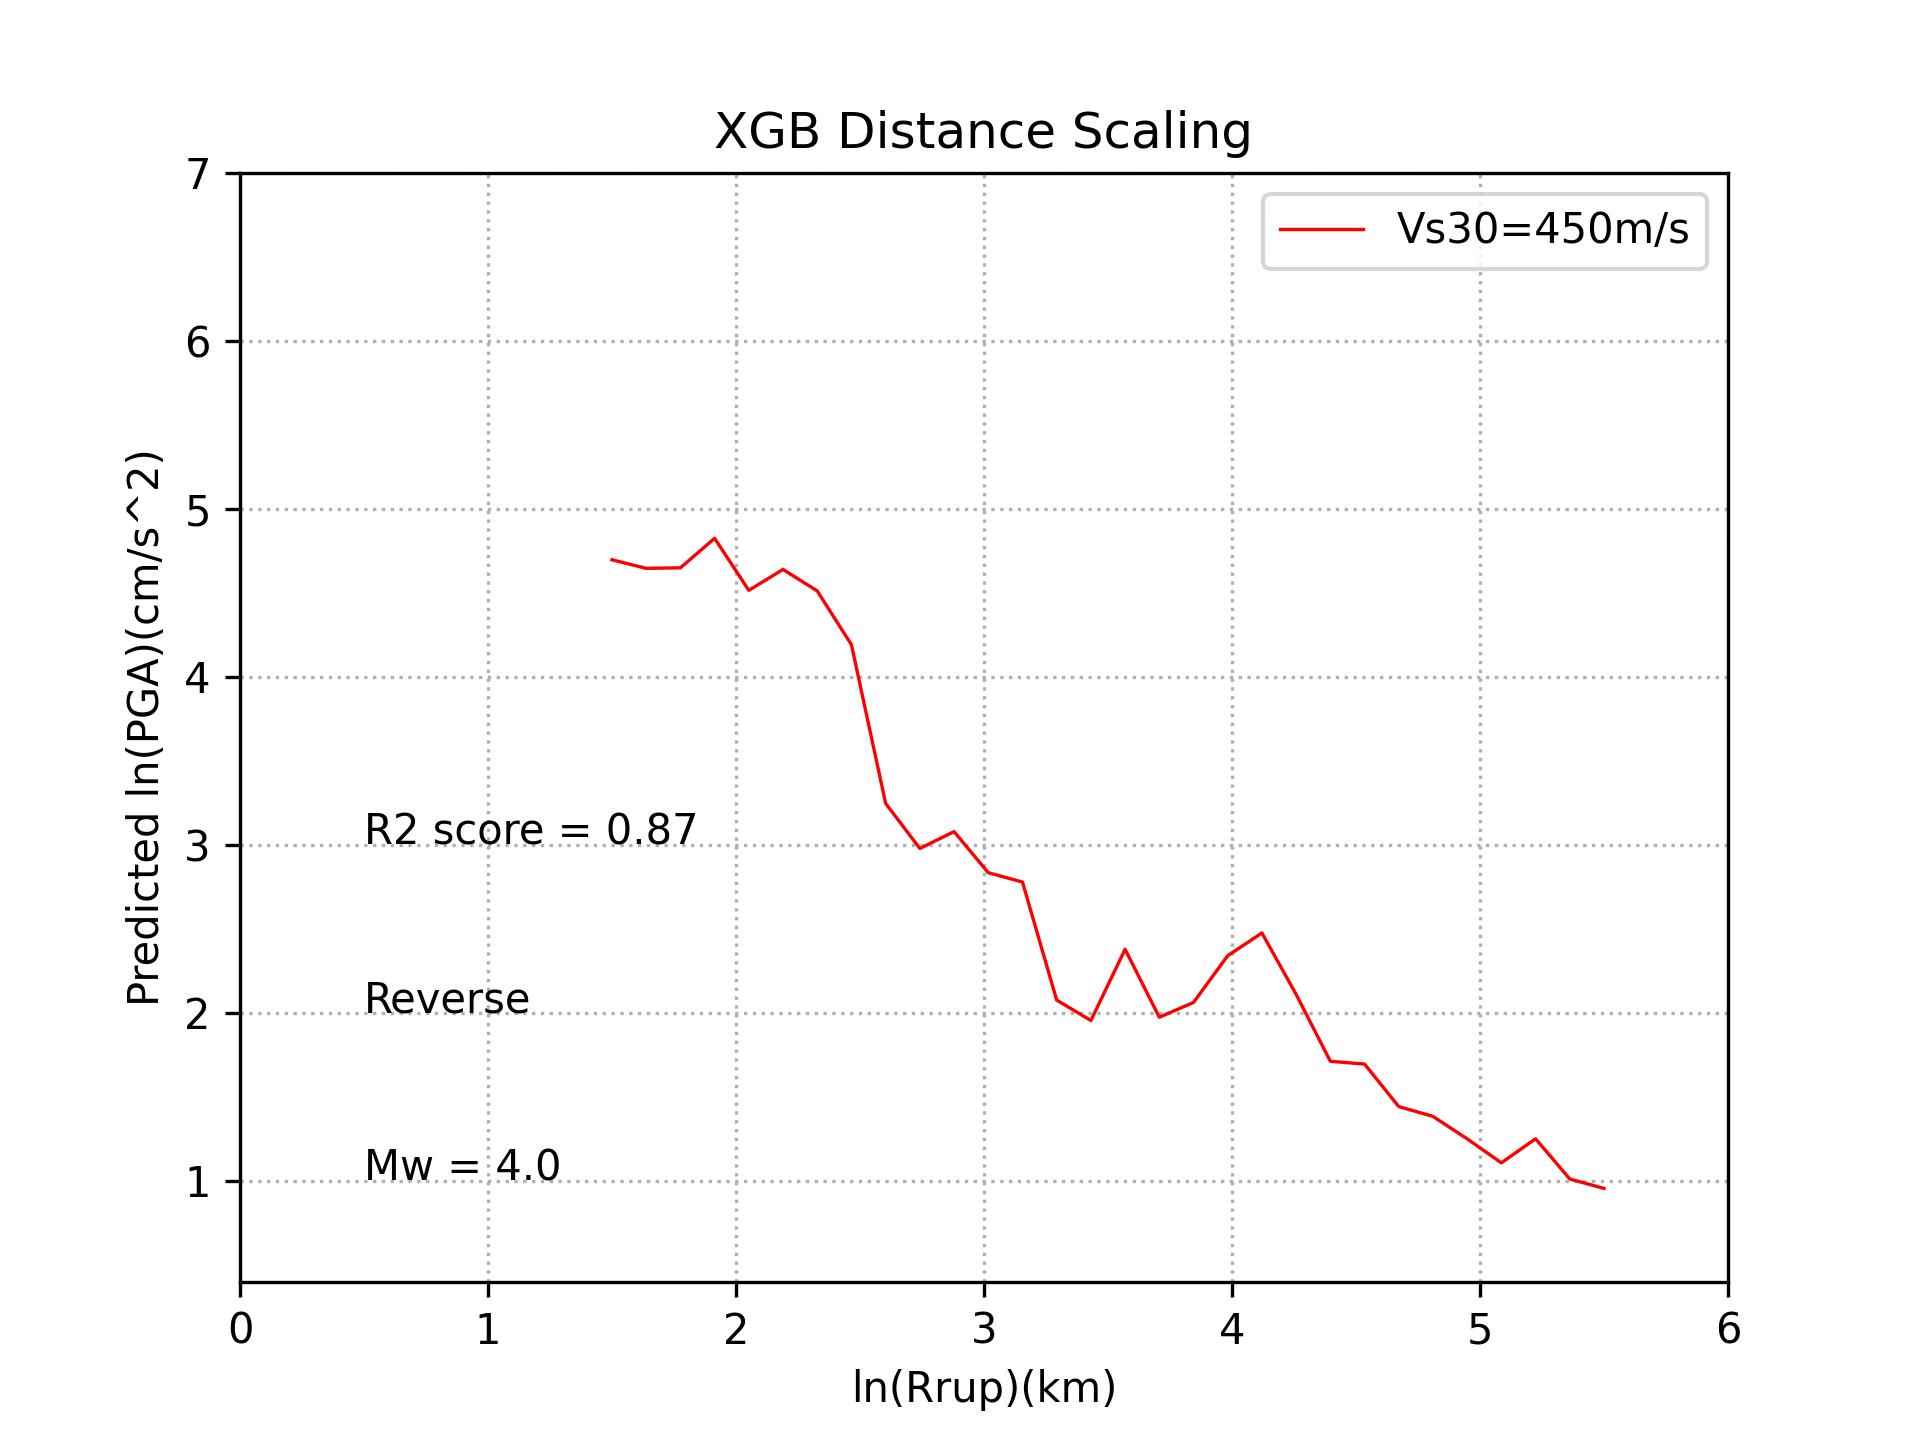 XGB Distance Scaling
Vs30=450m/s
7
6
5
4
3
2
1
Predicted ln(PGA)(cm/s^2)
R2 score = 0.87
Reverse
Mw = 4.0
0 1 2 3 4 5 6
ln(Rrup)(km)